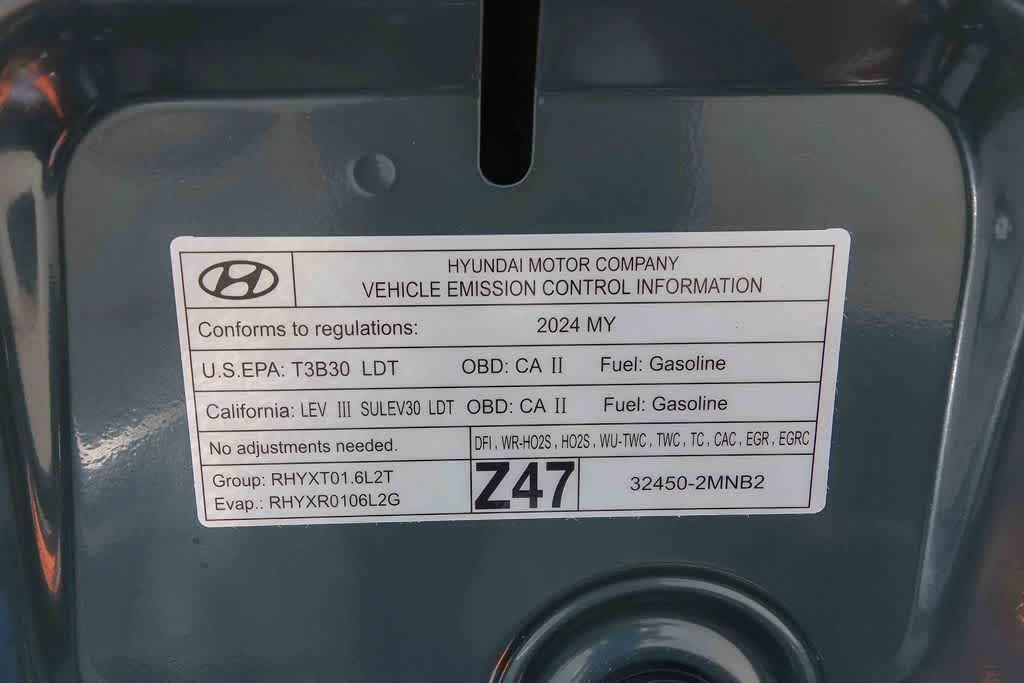 HYUNDAI MOTOR COMPANY
VEHICLE EMISSION CONTROL INFORMATION
Conforms to regulations: 2024 MY
U.S.EPA: T3B30 LDT OBD: CA II Fuel: Gasoline
California: LEV III SULEV30 LDT OBD: CA II Fuel: Gasoline
No adjustments needed. DFI , WR-HO2S , HO2S , WU-TWC , TWC , TC , CAC , EGR , EGRC
Group: RHYXT01.6L2T
Evap.: RHYXR0106L2G
Z47 32450-2MNB2